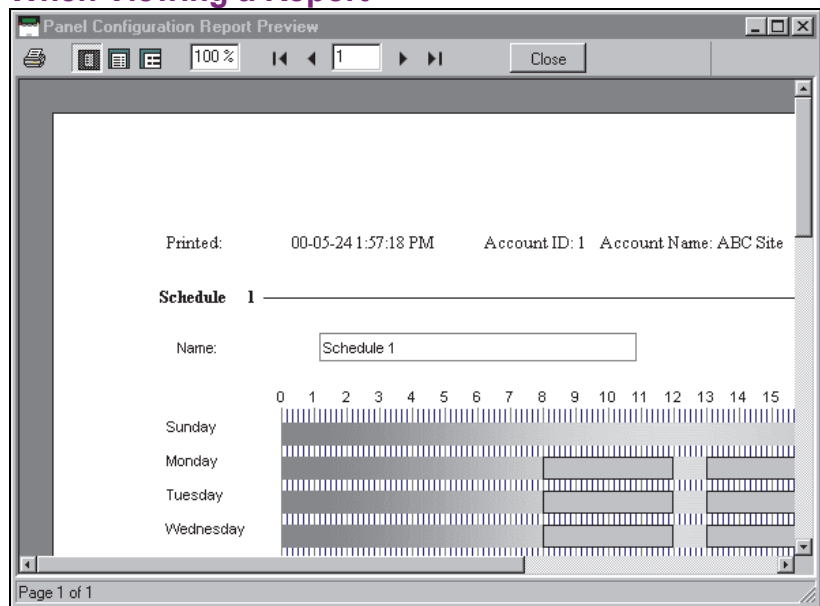 When Viewing a Report
Panel Configuration Report Preview
100 %
1
Close
Printed: 00-05-24 1:57:18 PM Account ID: 1 Account Name: ABC Site
Schedule 1
Name: Schedule 1
0 1 2 3 4 5 6 7 8 9 10 11 12 13 14 15
Sunday
Monday
Tuesday
Wednesday
Page 1 of 1